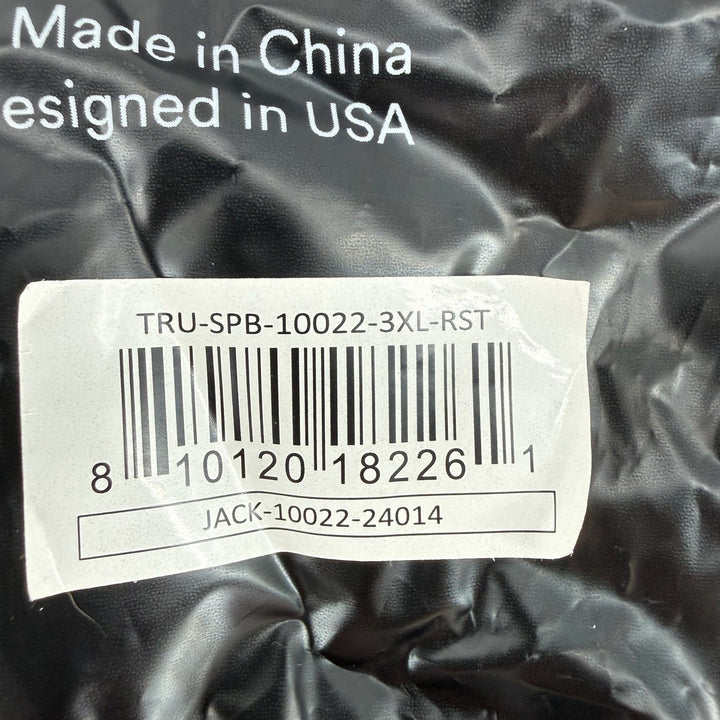 Made in China
esigned in USA
TRU-SPB-10022-3XL-RST
8 10120 18226 1
JACK-10022-24014